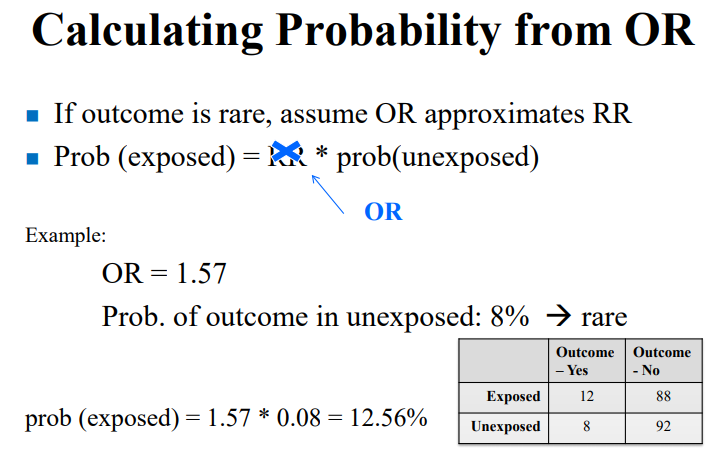 Calculating Probability from OR
If outcome is rare, assume OR approximates RR
Prob (exposed) = RR * prob(unexposed)
OR
Example:
OR = 1.57
Prob. of outcome in unexposed: 8% → rare
Outcome – Yes Outcome - No
Exposed 12 88
Unexposed 8 92
prob (exposed) = 1.57 * 0.08 = 12.56%